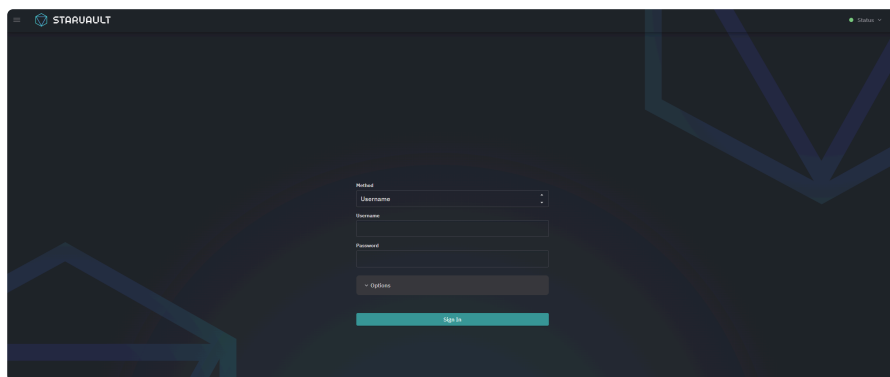 STARVAULT
Status
Method
Username
Username
Password
Options
Sign In